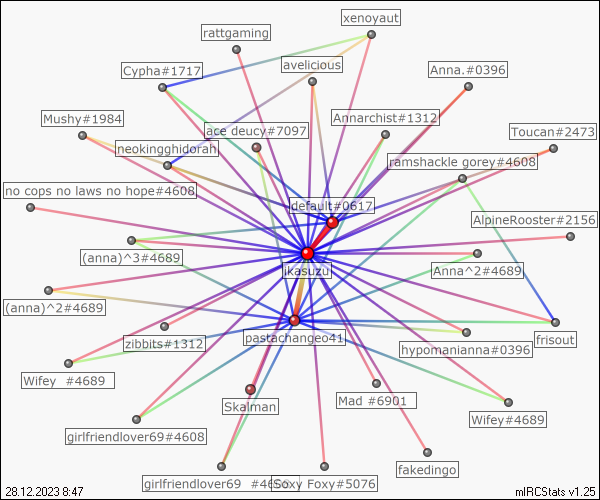 xenoyaut
rattgaming
avelicious
Cypha#1717
Anna.#0396
Mushy#1984
Annarchist#1312
ace deucy#7097
Toucan#2473
neokingghidorah
ramshackle gorey#4608
no cops no laws no hope#4608
default#0617
AlpineRooster#2156
(anna)^3#4689
jkasuzu
Anna^2#4689
(anna)^2#4689
zibbits#1312
pastachangeo41
hypomanianna#0396
frisout
Wifey #4689
Skalman
Mad #6901
Wifey#4689
girlfriendlover69#4608
fakedingo
girlfriendlover69
Soxy Foxy#5076
28.12.2023 8:47
mIRCStats v1.25